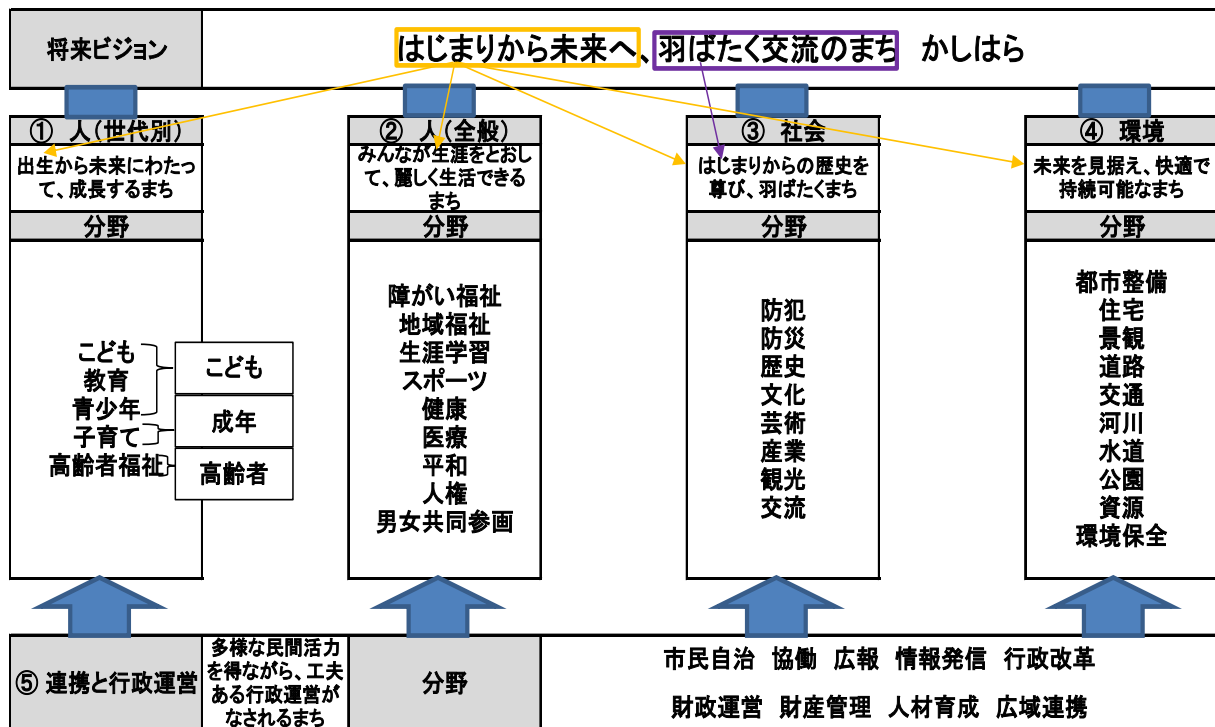 将来ビジョン
はじまりから未来へ、羽ばたく交流のまち かしはら
① 人(世代別)
出生から未来にわたっ
て、成長するまち
分野
こども
教育
青少年
子育て
高齢者福祉
こども
成年
高齢者
② 人(全般)
みんなが生涯をとおし
て、麗しく生活できる
まち
分野
障がい福祉
地域福祉
生涯学習
スポーツ
健康
医療
平和
人権
男女共同参画
③ 社会
はじまりからの歴史を
尊び、羽ばたくまち
分野
防犯
防災
歴史
文化
芸術
産業
観光
交流
④ 環境
未来を見据え、快適で
持続可能なまち
分野
都市整備
住宅
景観
道路
交通
河川
水道
公園
資源
環境保全
⑤ 連携と行政運営
多様な民間活力
を得ながら、工夫
ある行政運営が
なされるまち
分野
市民自治 協働 広報 情報発信 行政改革
財政運営 財産管理 人材育成 広域連携